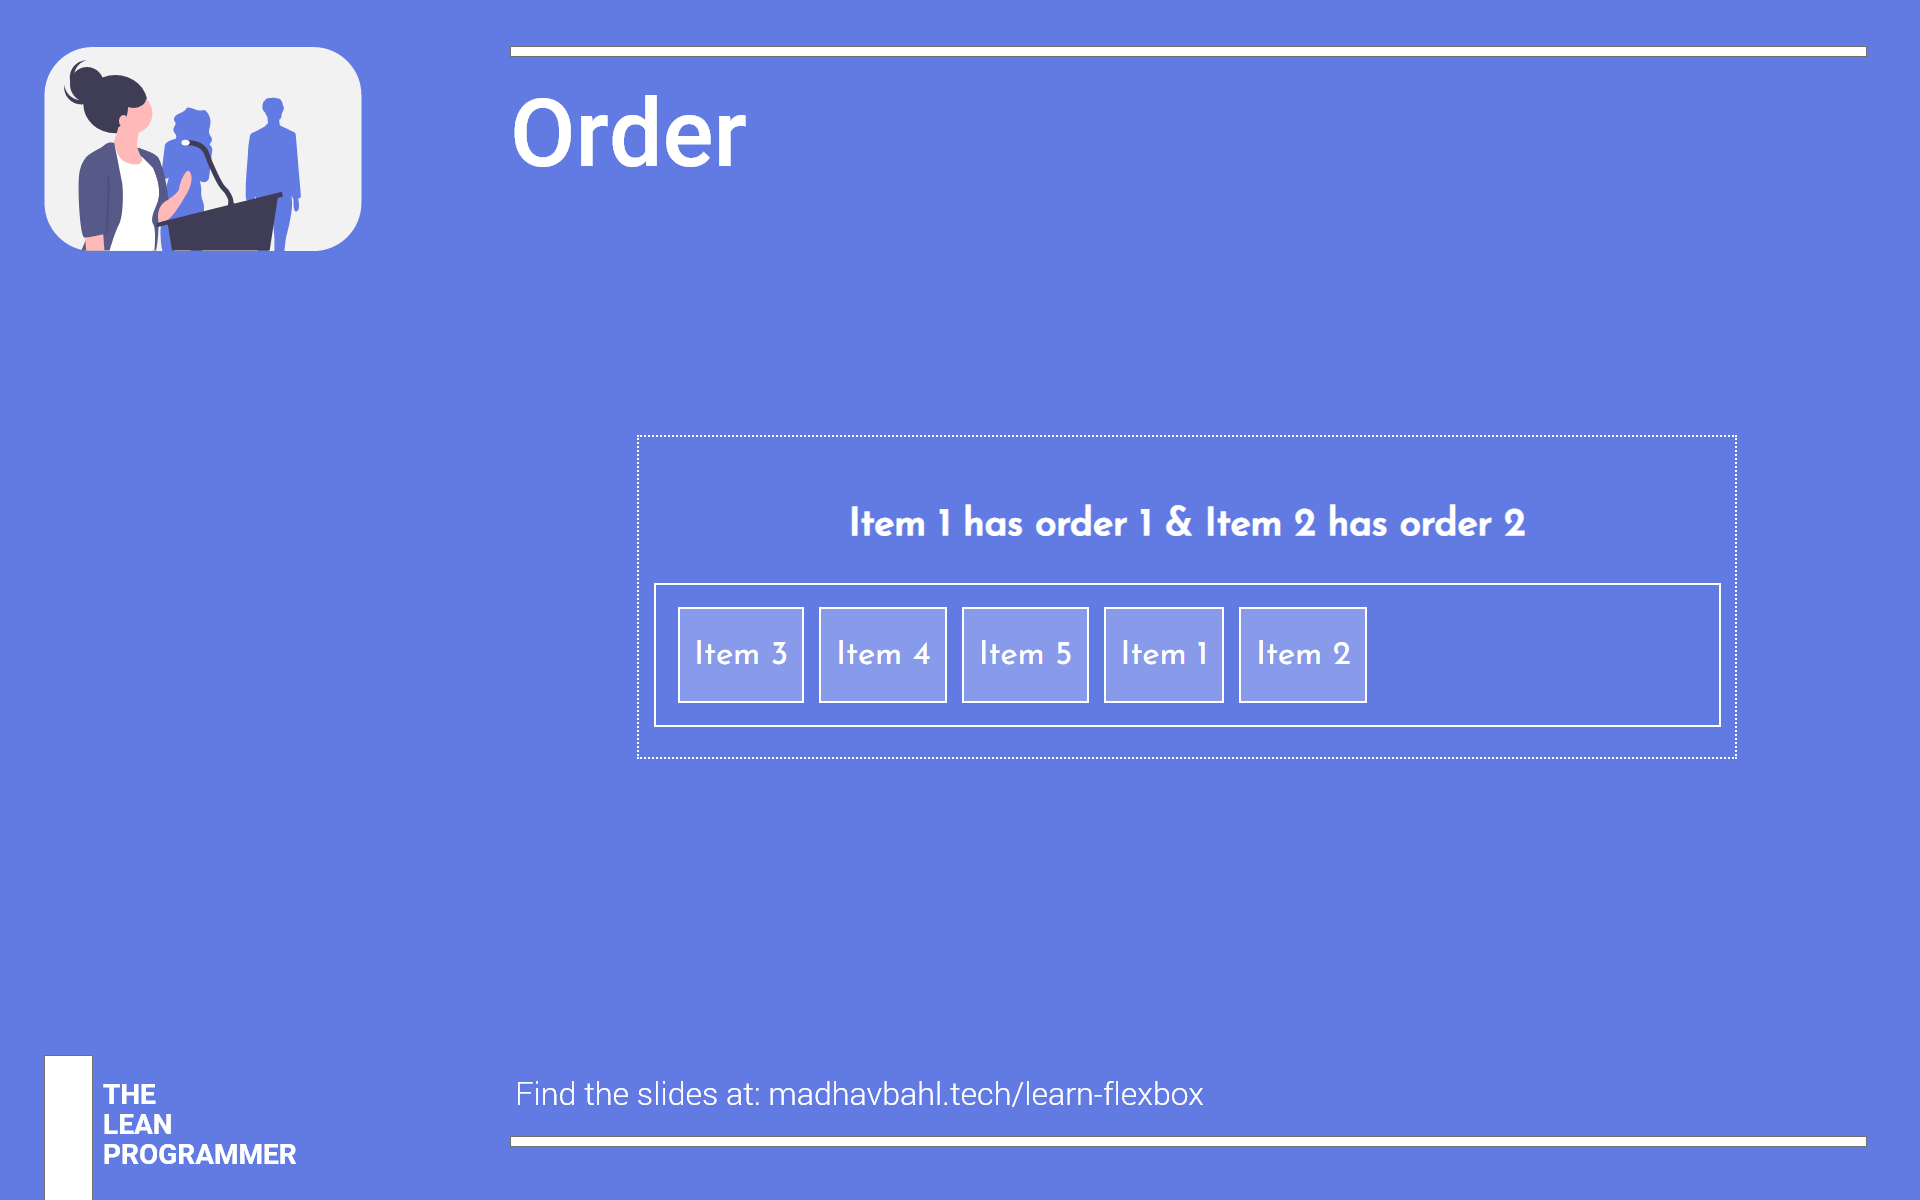 Order
Item 1 has order 1 & Item 2 has order 2
Item 3 Item 4 Item 5 Item 1 Item 2
THE
LEAN
PROGRAMMER
Find the slides at: madhavbahl.tech/learn-flexbox